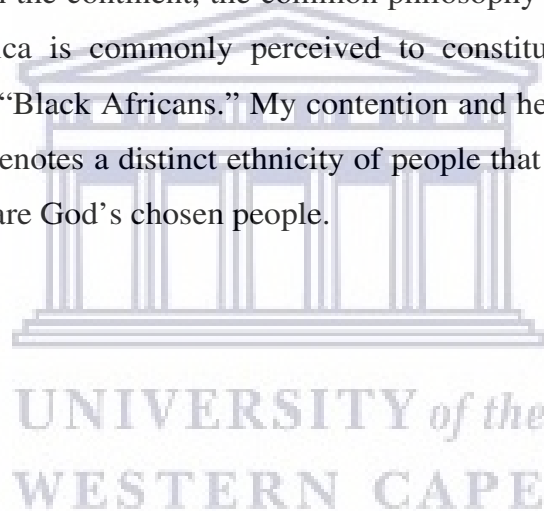 the continent, the common philosophy
ica is commonly perceived to constitu
“Black Africans.” My contention and he
enotes a distinct ethnicity of people that
are God’s chosen people.
UNIVERSITY of the
WESTERN CAPE